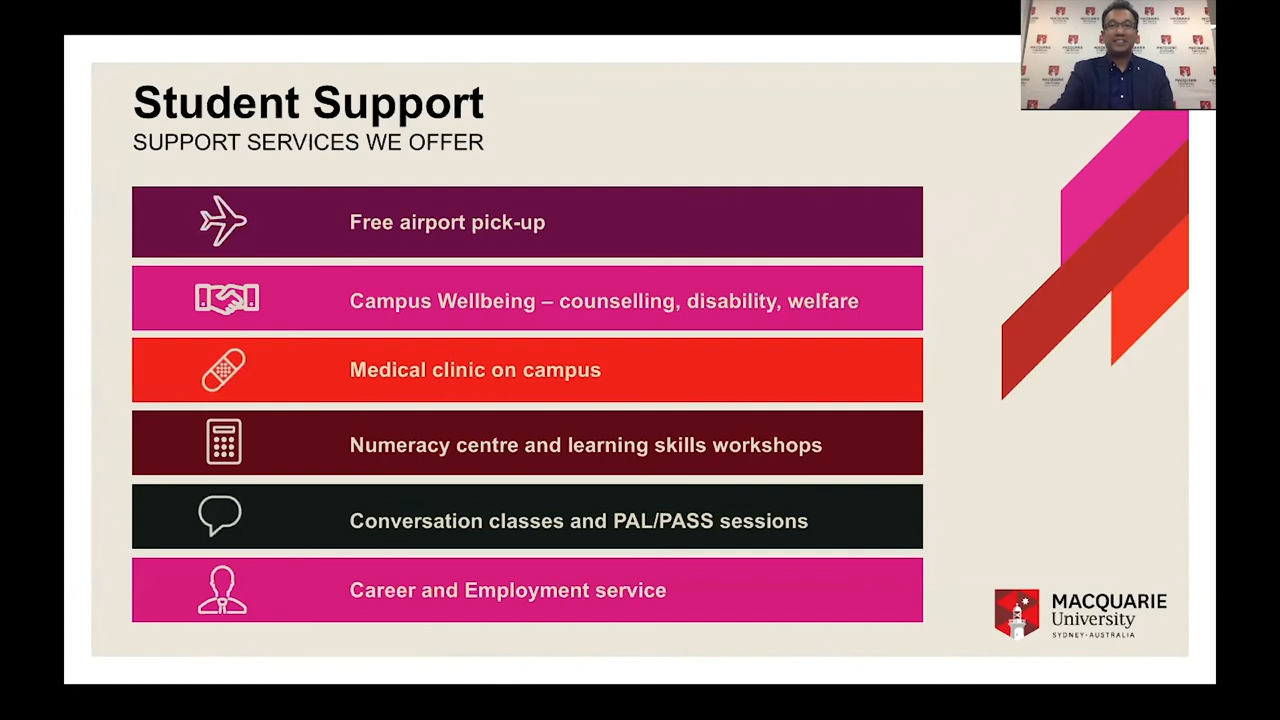 Student Support
SUPPORT SERVICES WE OFFER
Free airport pick-up
Campus Wellbeing – counselling, disability, welfare
Medical clinic on campus
Numeracy centre and learning skills workshops
Conversation classes and PAL/PASS sessions
Career and Employment service
MACQUARIE
University
SYDNEY·AUSTRALIA